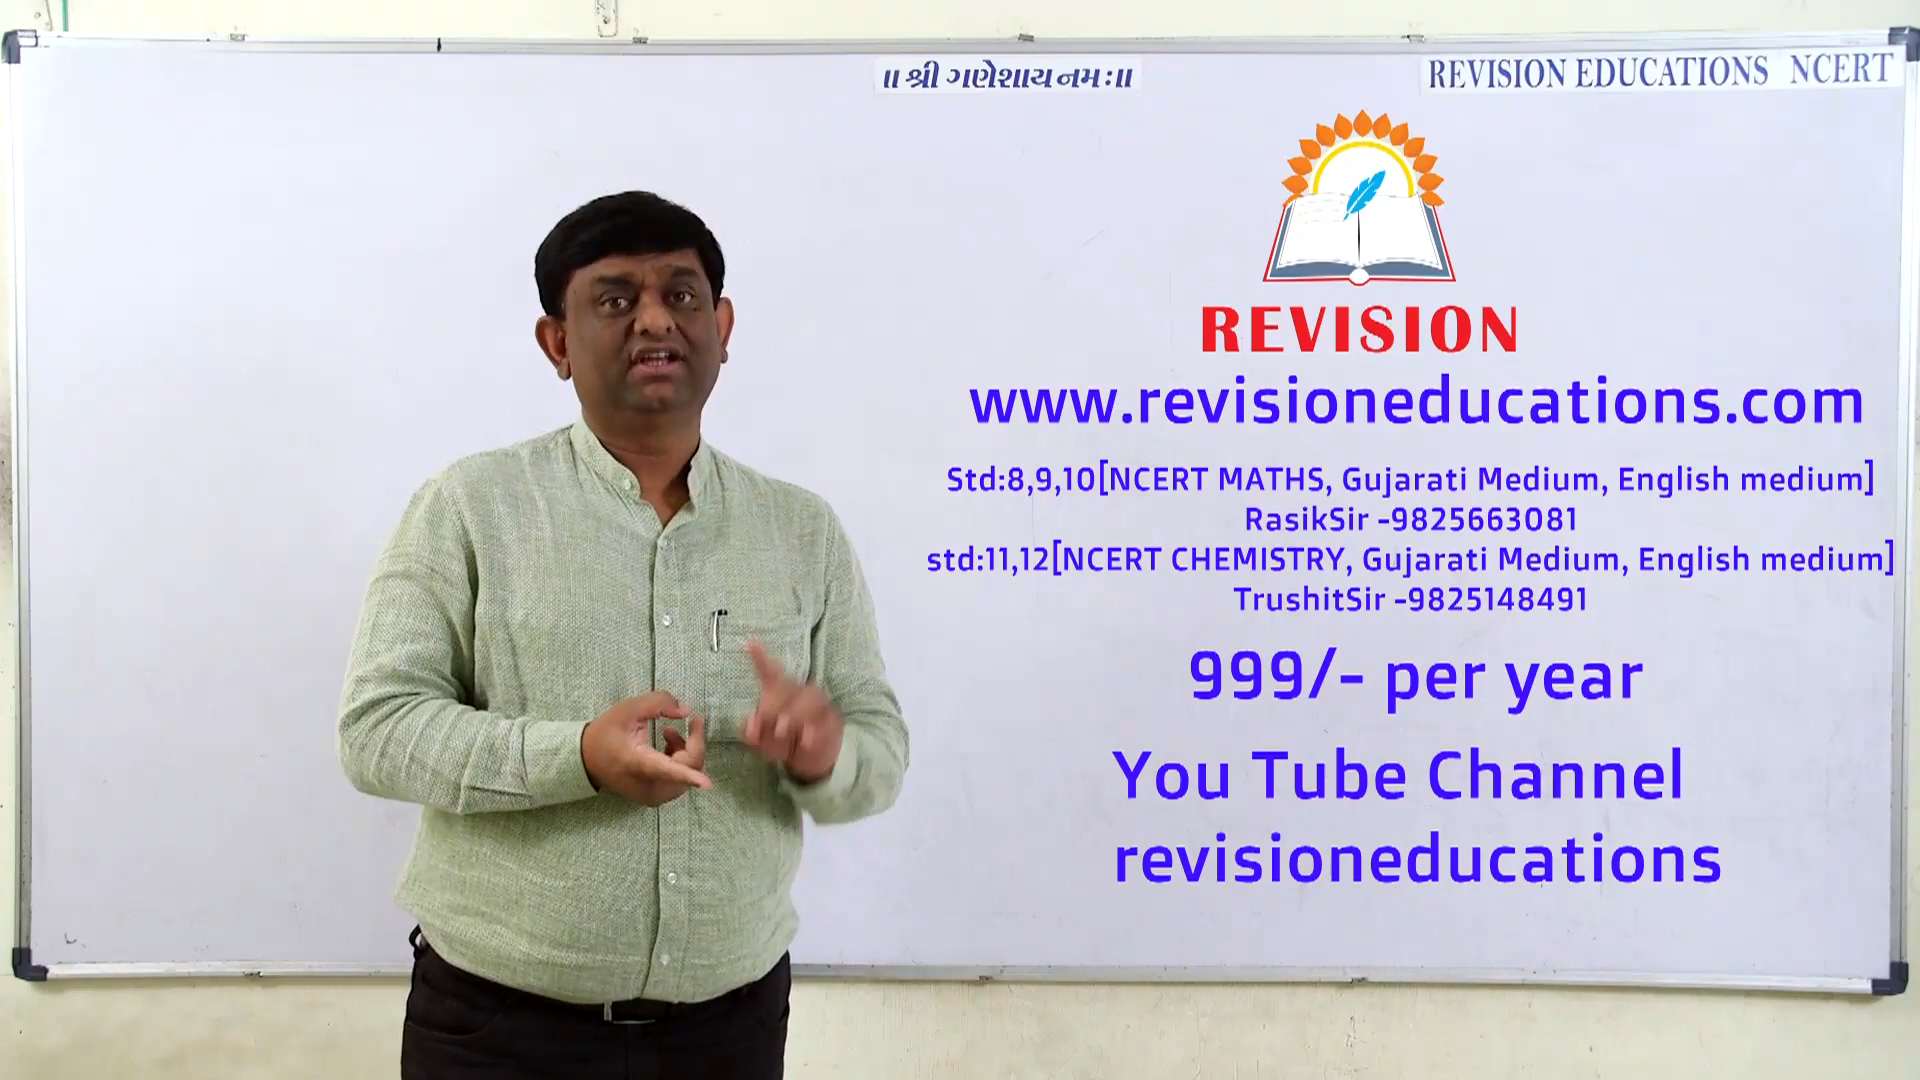 ॥ શ્રી ગણેશાય નમઃ॥
REVISION EDUCATIONS NCERT
REVISION
www.revisioneducations.com
Std:8,9,10[NCERT MATHS, Gujarati Medium, English medium]
RasikSir -9825663081
std:11,12[NCERT CHEMISTRY, Gujarati Medium, English medium]
TrushitSir -9825148491
999/- per year
You Tube Channel
revisioneducations